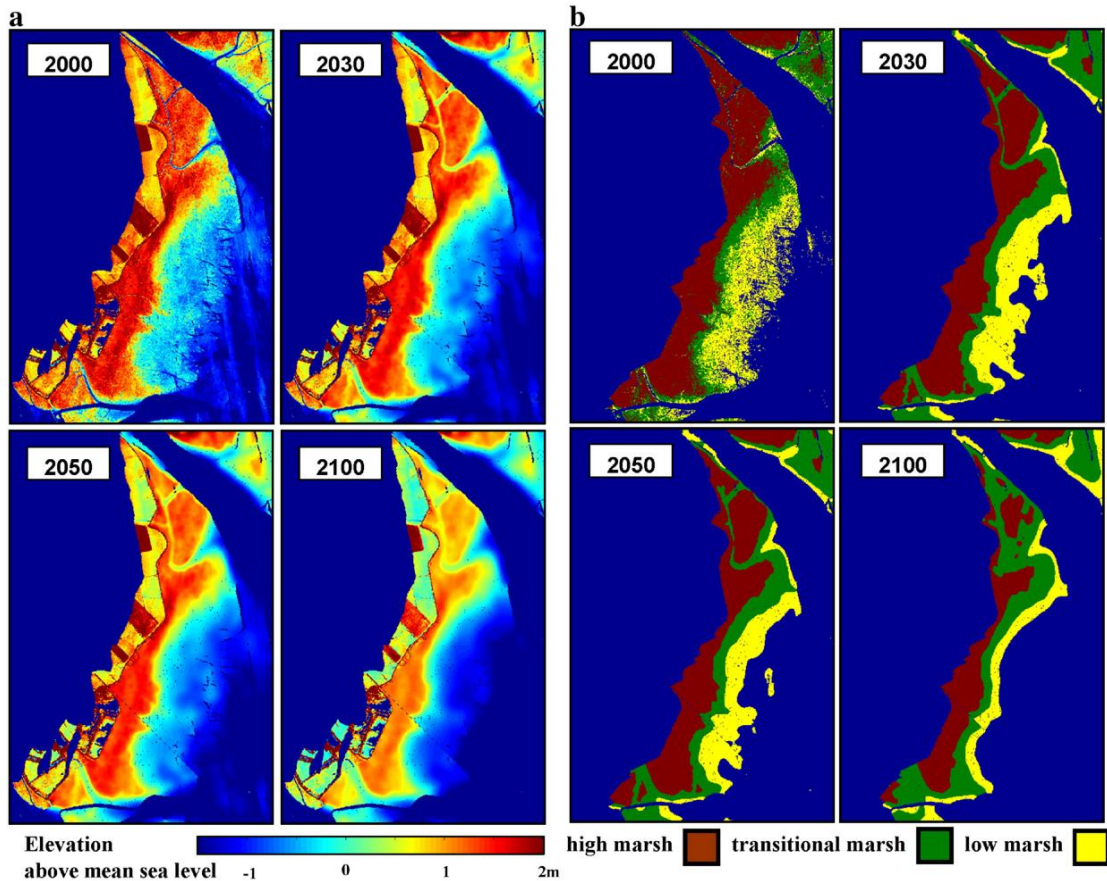 a
b
2000
2030
2000
2030
2050
2100
2050
2100
Elevation
above mean sea level
-1
0
1
2m
high marsh
transitional marsh
low marsh